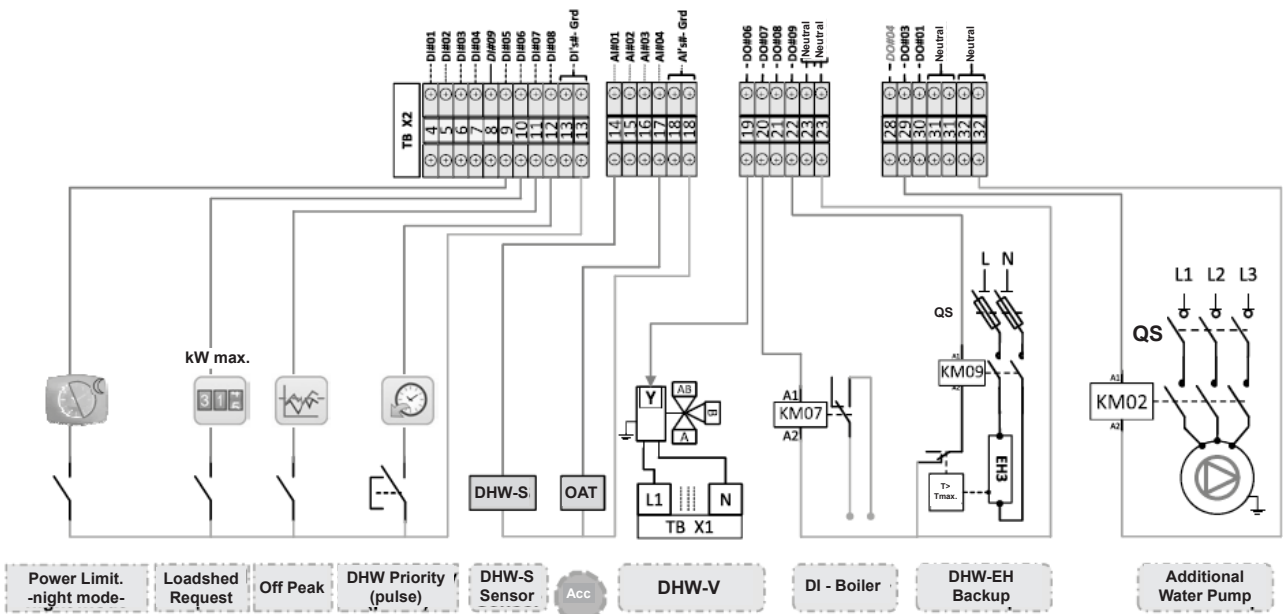 DI#01
DI#02
DI#03
DI#04
DI#09
DI#05
DI#06
DI#07
DI#08
DI's#- Grd
AI#01
AI#02
AI#03
AI#04
AI's#- Grd
DO#06
DO#07
DO#08
DO#09
Neutral
Neutral
DO#04
DO#03
DO#01
Neutral
Neutral
TB X2
4
5
6
7
8
9
10
11
12
13
13
14
15
16
17
18
18
19
20
21
22
23
23
28
29
30
31
31
32
32
L N
L1 L2 L3
QS
QS
kW max.
31
Y
AB
B
A
A1
KM07
A2
A1
KM09
A2
A1
KM02
A2
EH3
T>
Tmax.
DHW-S
OAT
L1
N
TB X1
Power Limit.
-night mode-
Loadshed
Request
Off Peak
DHW Priority
(pulse)
DHW-S
Sensor
Acc
DHW-V
DI - Boiler
DHW-EH
Backup
Additional
Water Pump